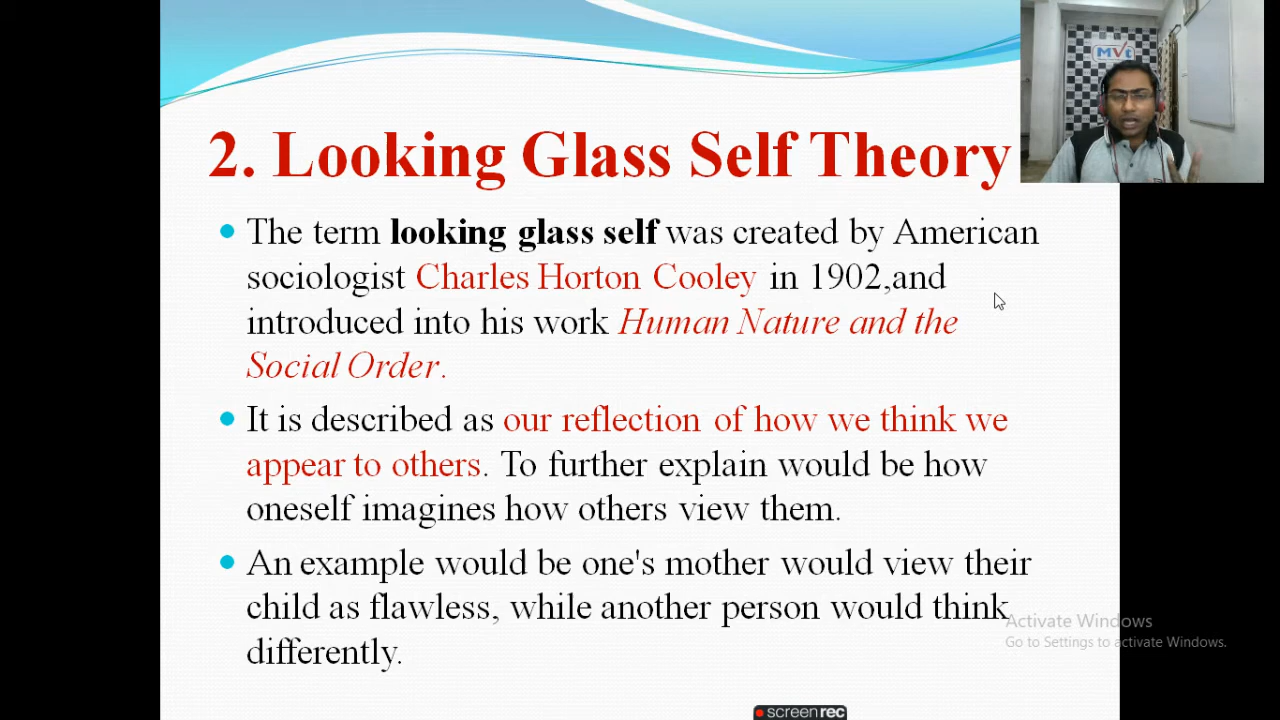 MVt
2. Looking Glass Self Theory
The term looking glass self was created by American
sociologist Charles Horton Cooley in 1902,and
introduced into his work Human Nature and the
Social Order.
It is described as our reflection of how we think we
appear to others. To further explain would be how
oneself imagines how others view them.
An example would be one's mother would view their
child as flawless, while another person would think
differently.
Activate Windows
Go to Settings to activate Windows.
screenrec